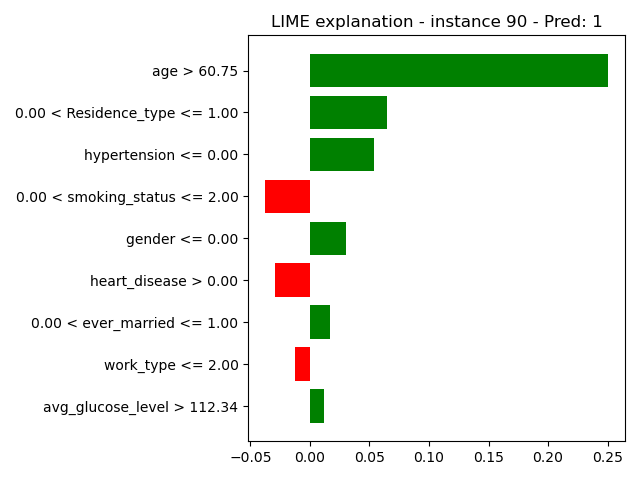 LIME explanation - instance 90 - Pred: 1
age > 60.75
0.00 < Residence_type <= 1.00
hypertension <= 0.00
0.00 < smoking_status <= 2.00
gender <= 0.00
heart_disease > 0.00
0.00 < ever_married <= 1.00
work_type <= 2.00
avg_glucose_level > 112.34
−0.05 0.00 0.05 0.10 0.15 0.20 0.25